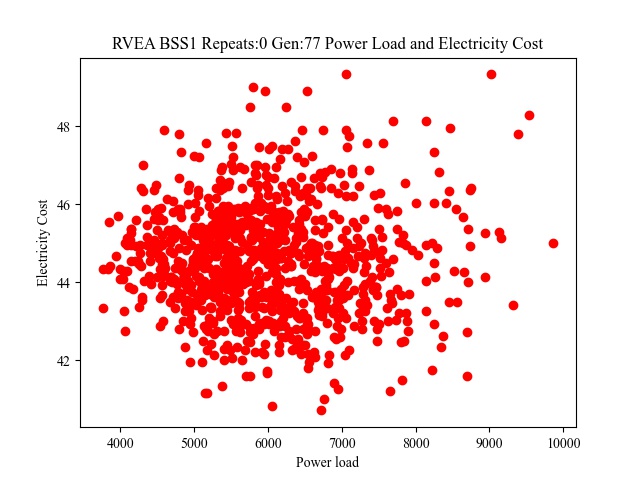 RVEA BSS1 Repeats:0 Gen:77 Power Load and Electricity Cost
48
46
44
42
Electricity Cost
4000 5000 6000 7000 8000 9000 10000
Power load